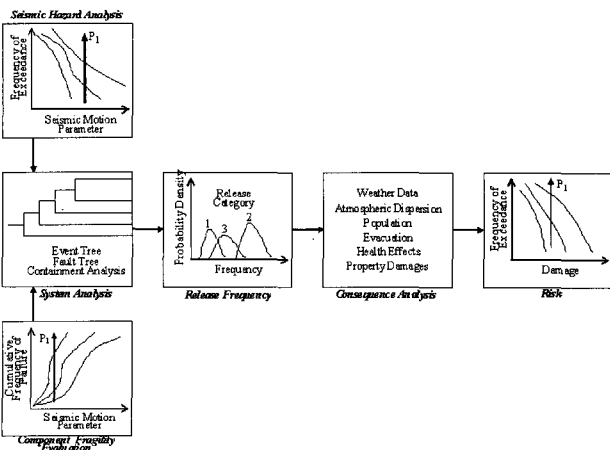 Seismic Hazard Analysis
Frequency of
Exceedance
P1
Seismic Motion
Parameter
Event Tree
Fault Tree
Containment Analysis
System Analysis
Cumulative
Frequency of
Failure
P1
Seismic Motion
Parameter
Component Fragility
Evaluation
Probability Density
Release
Category
1
3
2
Frequency
Release Frequency
Weather Data
Atmospheric Dispersion
Population
Evacuation
Health Effects
Property Damages
Consequence Analysis
Frequency of
Exceedance
P1
Damage
Risk